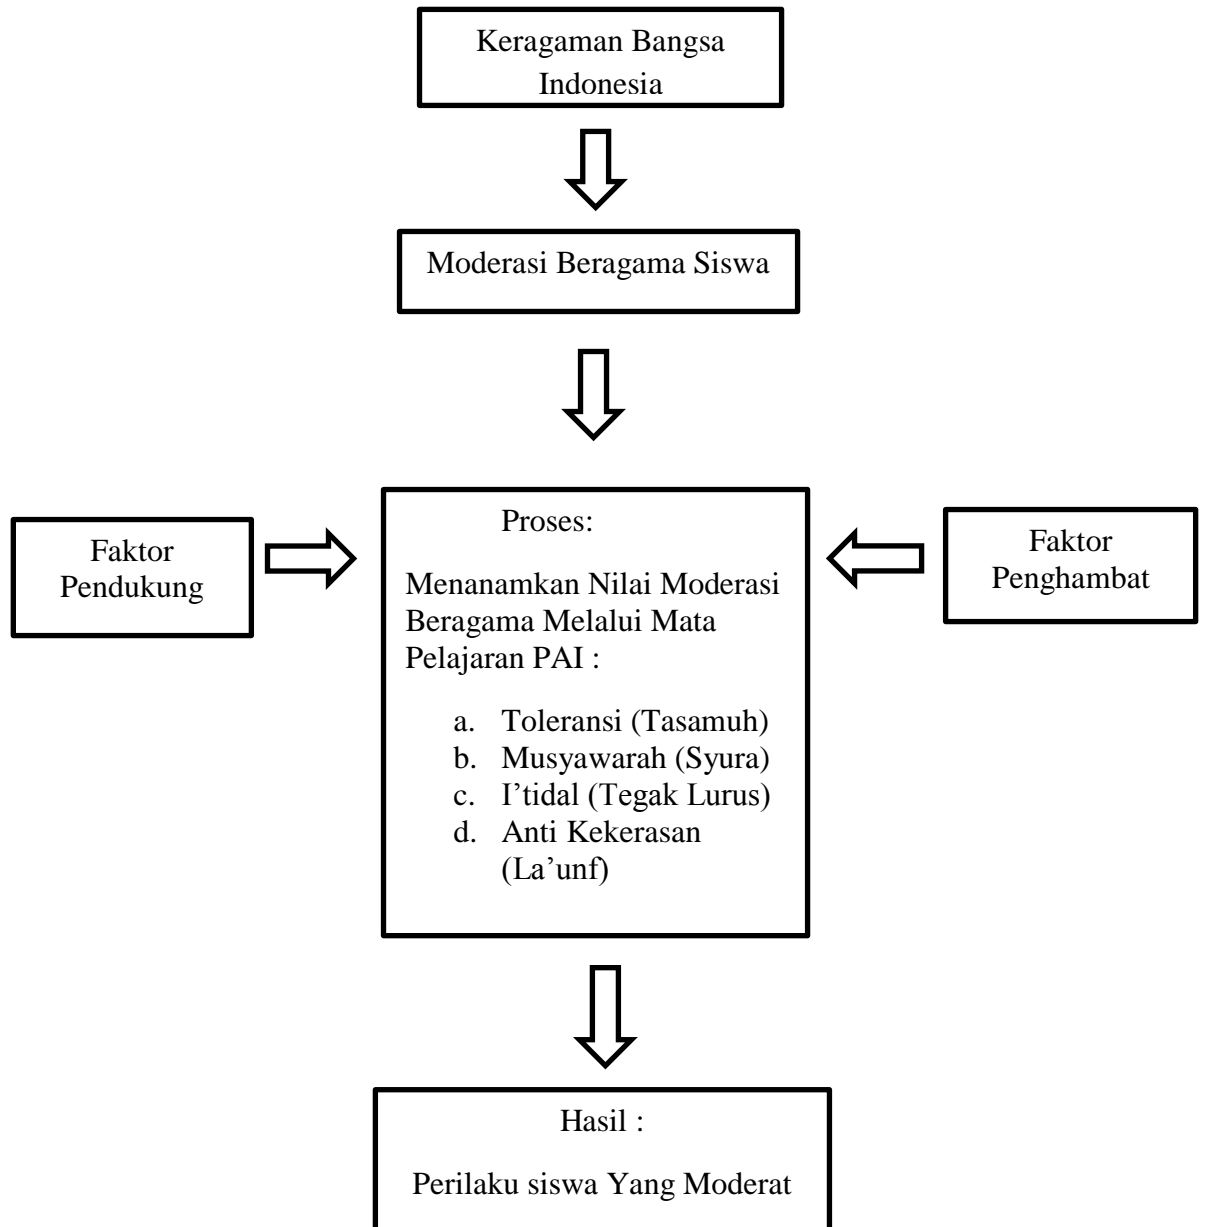 Keragaman Bangsa
Indonesia
Moderasi Beragama Siswa
Faktor
Pendukung
Proses:
Menanamkan Nilai Moderasi
Beragama Melalui Mata
Pelajaran PAI :
a. Toleransi (Tasamuh)
b. Musyawarah (Syura)
c. I’tidal (Tegak Lurus)
d. Anti Kekerasan
(La’unf)
Faktor
Penghambat
Hasil :
Perilaku siswa Yang Moderat